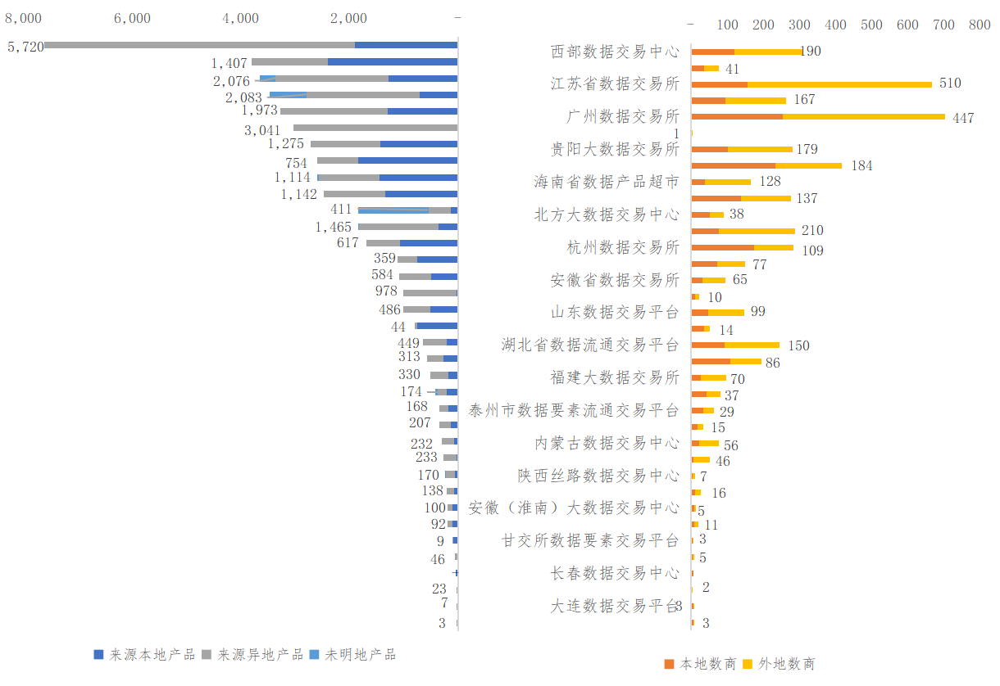 8,000 6,000 4,000 2,000 –
– 100 200 300 400 500 600 700 800
5,720 西部数据交易中心 190
1,407 41
2,076 江苏省数据交易所 510
2,083 167
1,973 广州数据交易所 447
3,041 1
1,275 贵阳大数据交易所 179
754 184
1,114 海南省数据产品超市 128
1,142 137
411 北方大数据交易中心 38
1,465 210
617 杭州数据交易所 109
359 77
584 安徽省数据交易所 65
978 10
486 山东数据交易平台 99
44 14
449 湖北省数据流通交易平台 150
313 86
330 福建大数据交易所 70
174 37
168 泰州市数据要素流通交易平台 29
207 15
232 内蒙古数据交易中心 56
233 46
170 陕西丝路数据交易中心 7
138 16
100 安徽（淮南）大数据交易中心 5
92 11
9 甘交所数据要素交易平台 3
46 5
长春数据交易中心
23 2
7 大连数据交易平台 3
3 3
来源本地产品 来源异地产品 未明地产品
本地数商 外地数商